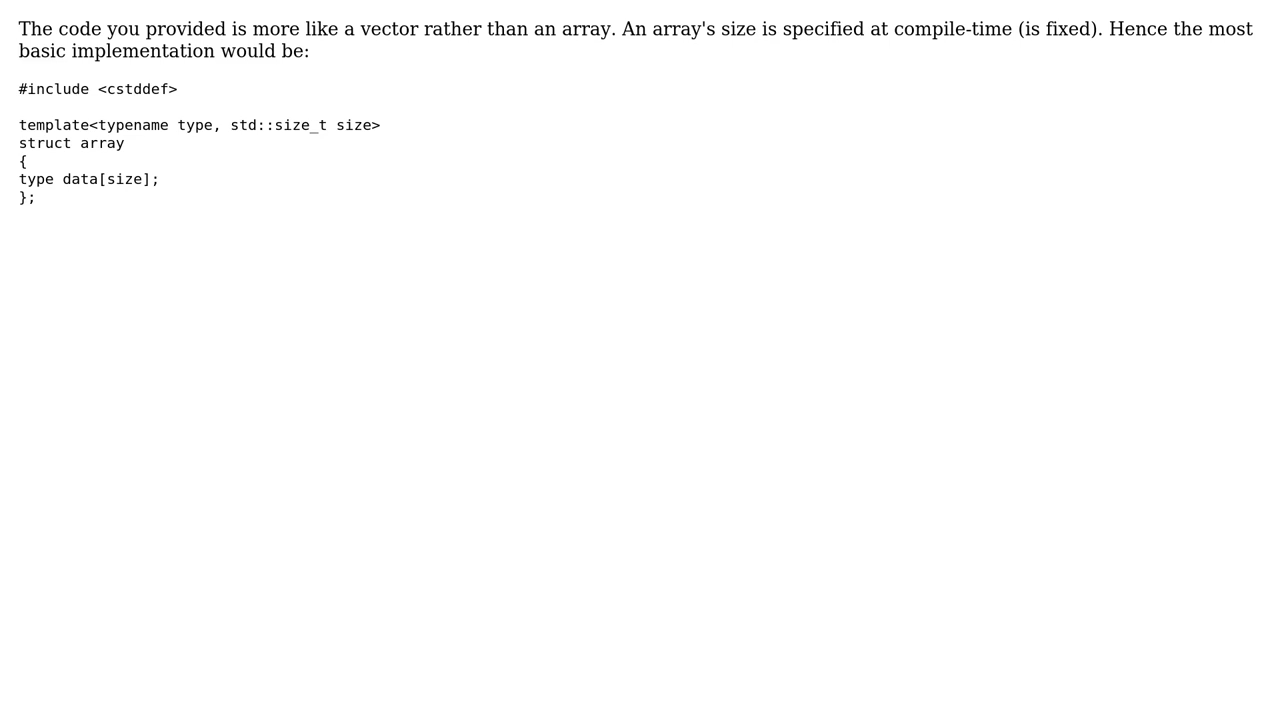 The code you provided is more like a vector rather than an array. An array's size is specified at compile-time (is fixed). Hence the most
basic implementation would be:
#include <cstddef>
template<typename type, std::size_t size>
struct array
{
type data[size];
};